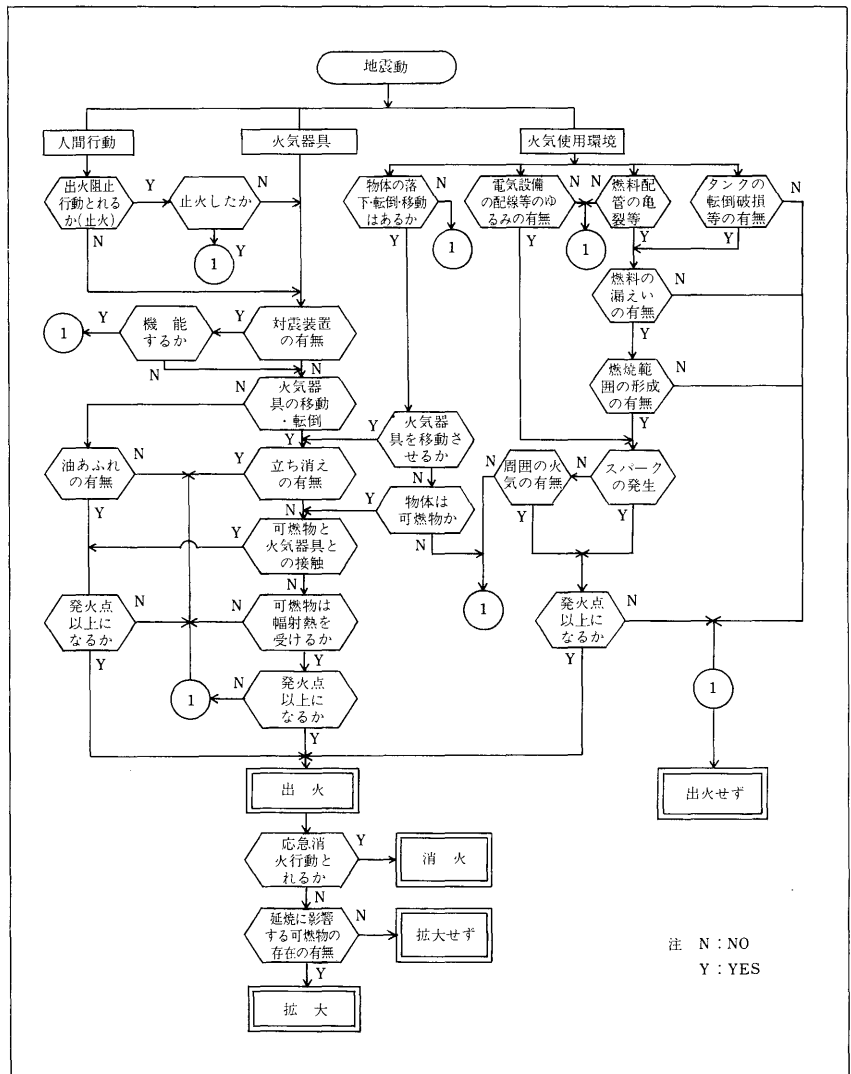 地震動
人間行動
火気器具
火気使用環境
出火阻止
行動とれる
か(止火)
Y
N
止火したか
N
Y
1
物体の落
下・転倒・移動
はあるか
N
Y
1
電気設備
の配線等のゆ
るみの有無
N
Y
1
燃料配
管の亀
裂等
N
Y
タンクの
転倒破損
等の有無
N
Y
燃料の
漏えい
の有無
N
Y
燃焼範
囲の形成
の有無
N
Y
1
Y
機能
するか
N
Y
対震装置
の有無
N
火気器
具の移動
・転倒
N
Y
火気器
具を移動さ
せるか
Y
N
油あふれ
の有無
N
Y
立ち消え
の有無
Y
N
物体は
可燃物か
Y
N
周囲の火
気の有無
N
Y
スパーク
の発生
N
Y
可燃物と
火気器具と
の接触
Y
N
1
発火点
以上に
なるか
N
Y
可燃物は
輻射熱を
受けるか
N
Y
発火点
以上に
なるか
N
Y
1
発火点
以上に
なるか
N
Y
1
出火
出火せず
応急消
火行動と
れるか
Y
N
消火
延焼に影響
する可燃物の
存在の有無
N
Y
拡大せず
拡大
注 N:NO
Y:YES